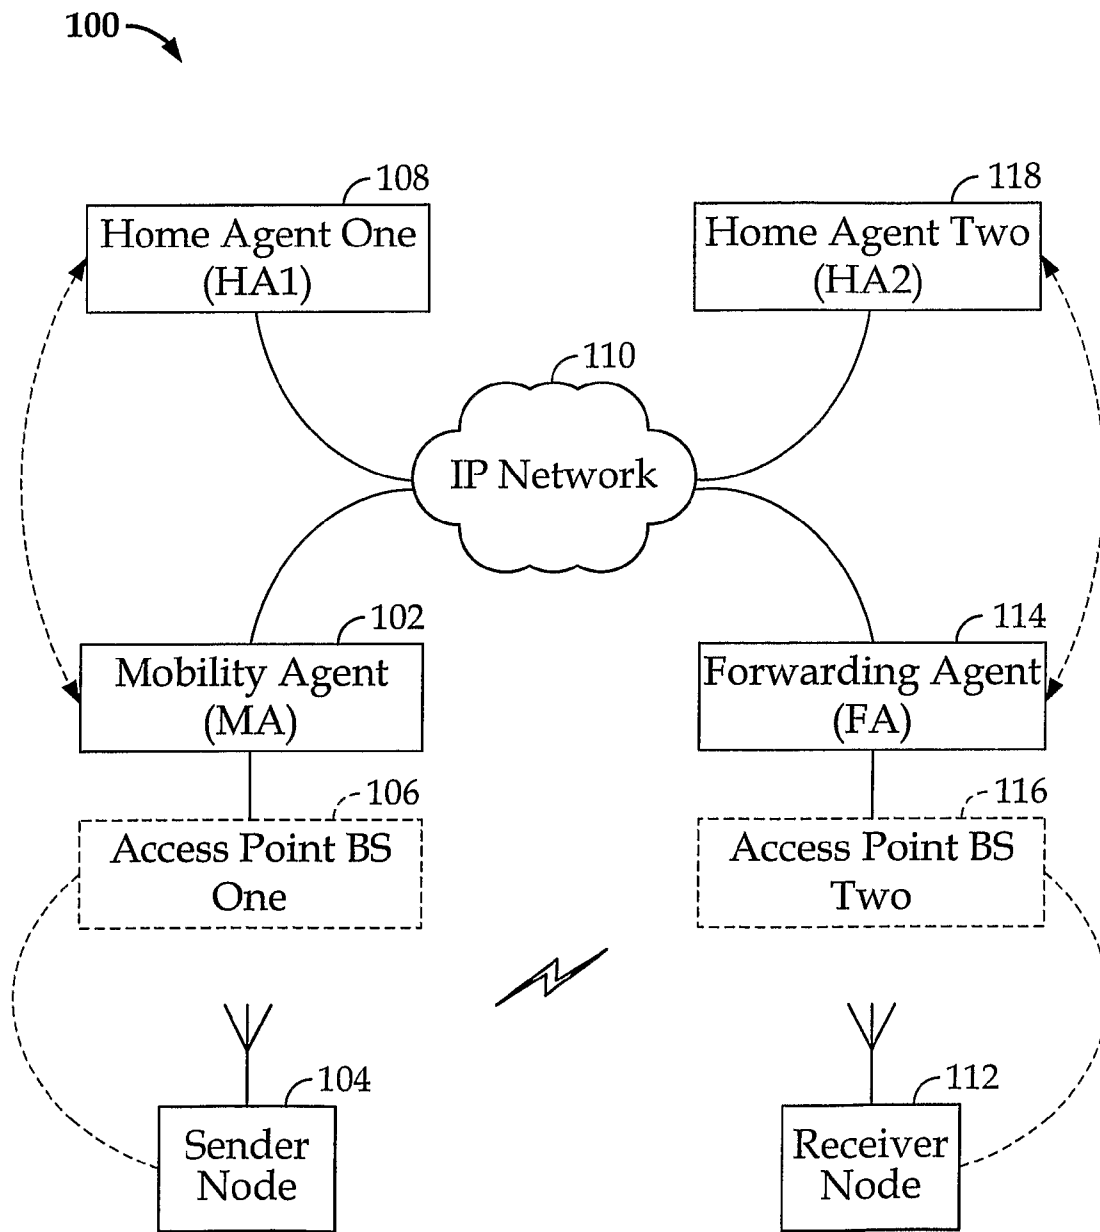 100
108
118
Home Agent One
(HA1)
Home Agent Two
(HA2)
110
IP Network
102
114
Mobility Agent
(MA)
Forwarding Agent
(FA)
106
116
Access Point BS
One
Access Point BS
Two
104
112
Sender
Node
Receiver
Node